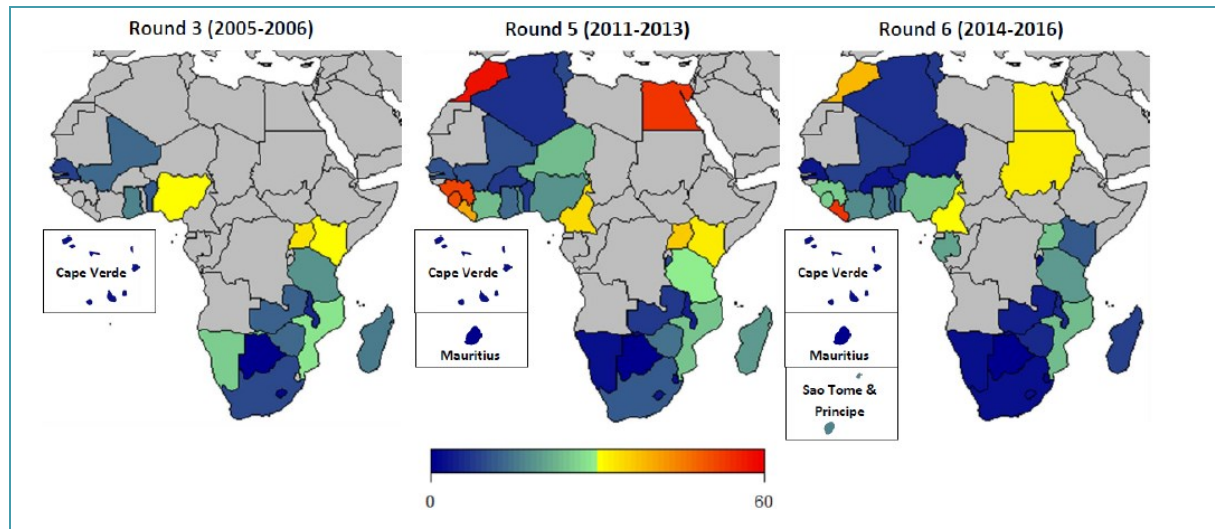 Round 3 (2005-2006)
Round 5 (2011-2013)
Round 6 (2014-2016)
Cape Verde
Cape Verde
Cape Verde
Mauritius
Mauritius
Sao Tome &
Principe
0
60